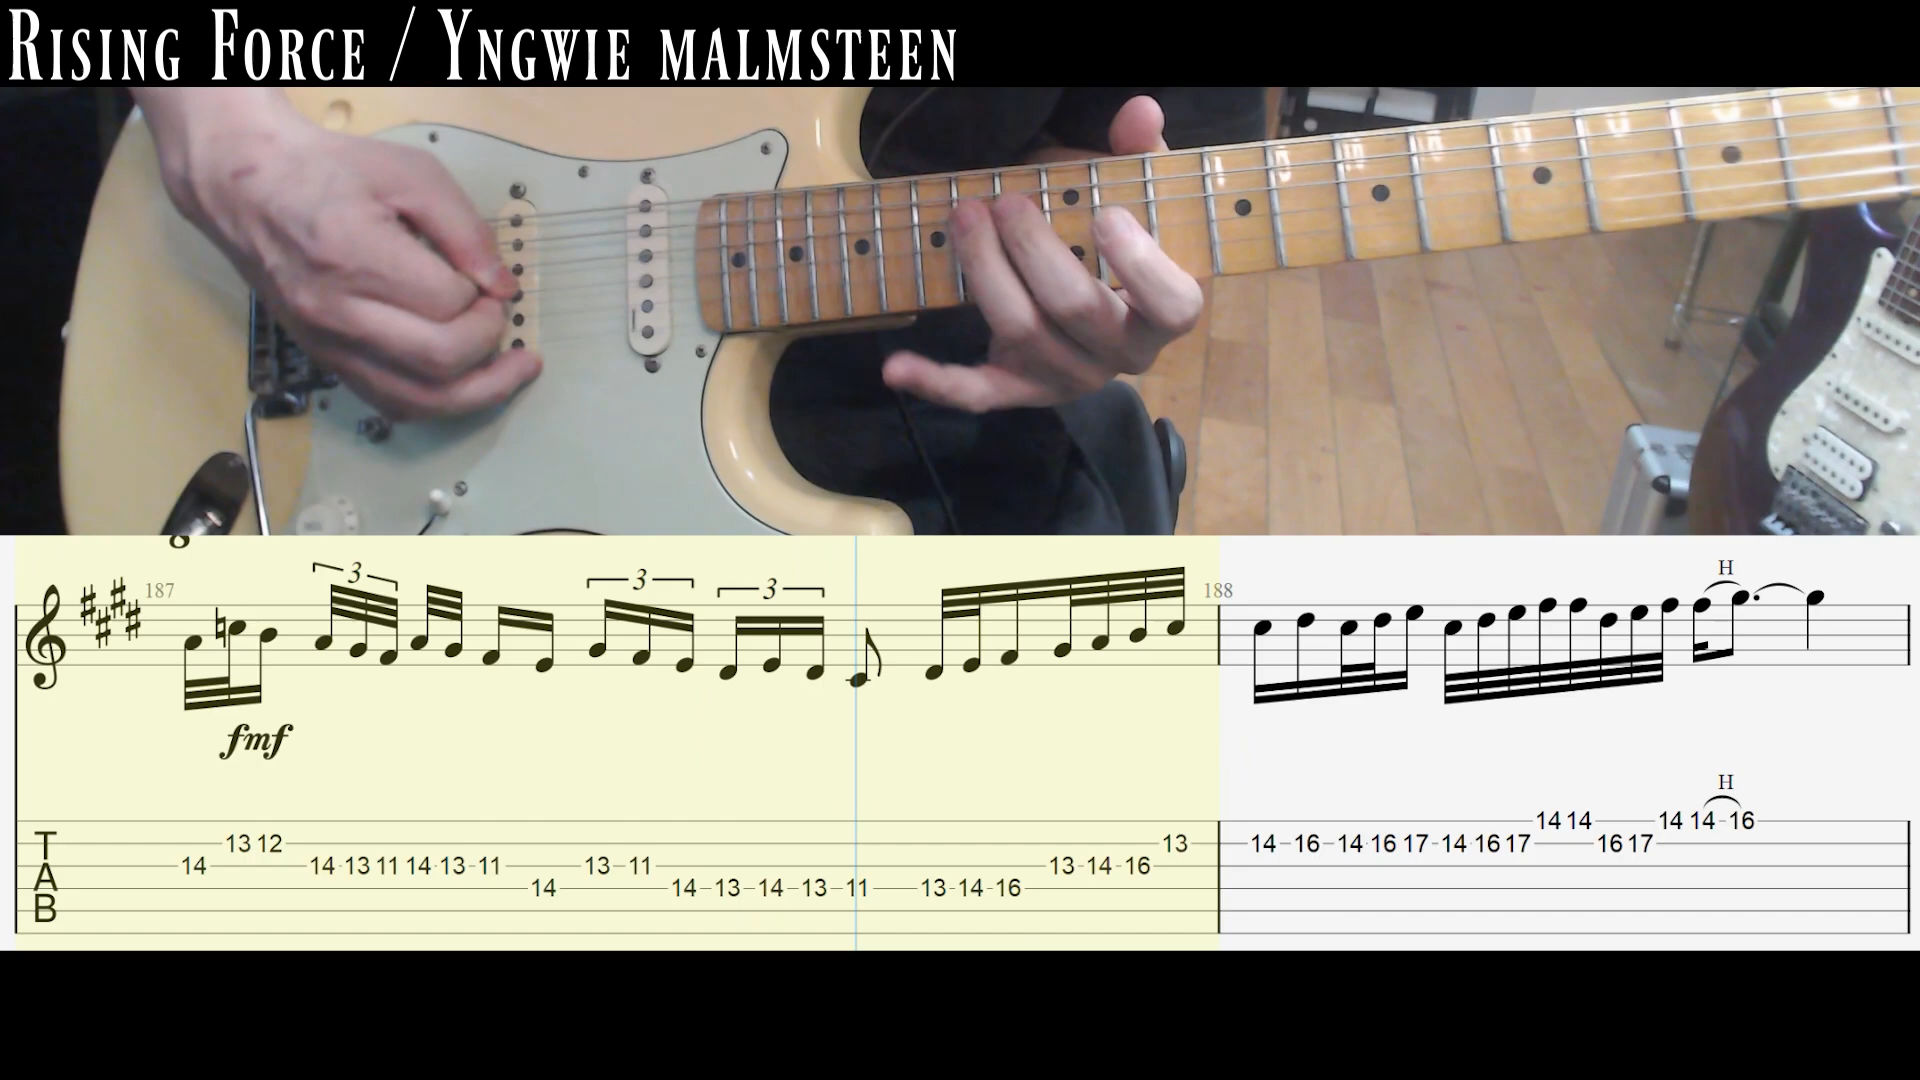 Rising Force / Yngwie malmsteen
8
187
3
3
3
188
H
fmf
H
14 14 14 14 16
T 13 12 13 14 16 14 16 17 14 16 17 16 17
A 14 14 13 11 14 13 11 13 11 13 14 16
B 14 14 13 14 13 11 13 14 16